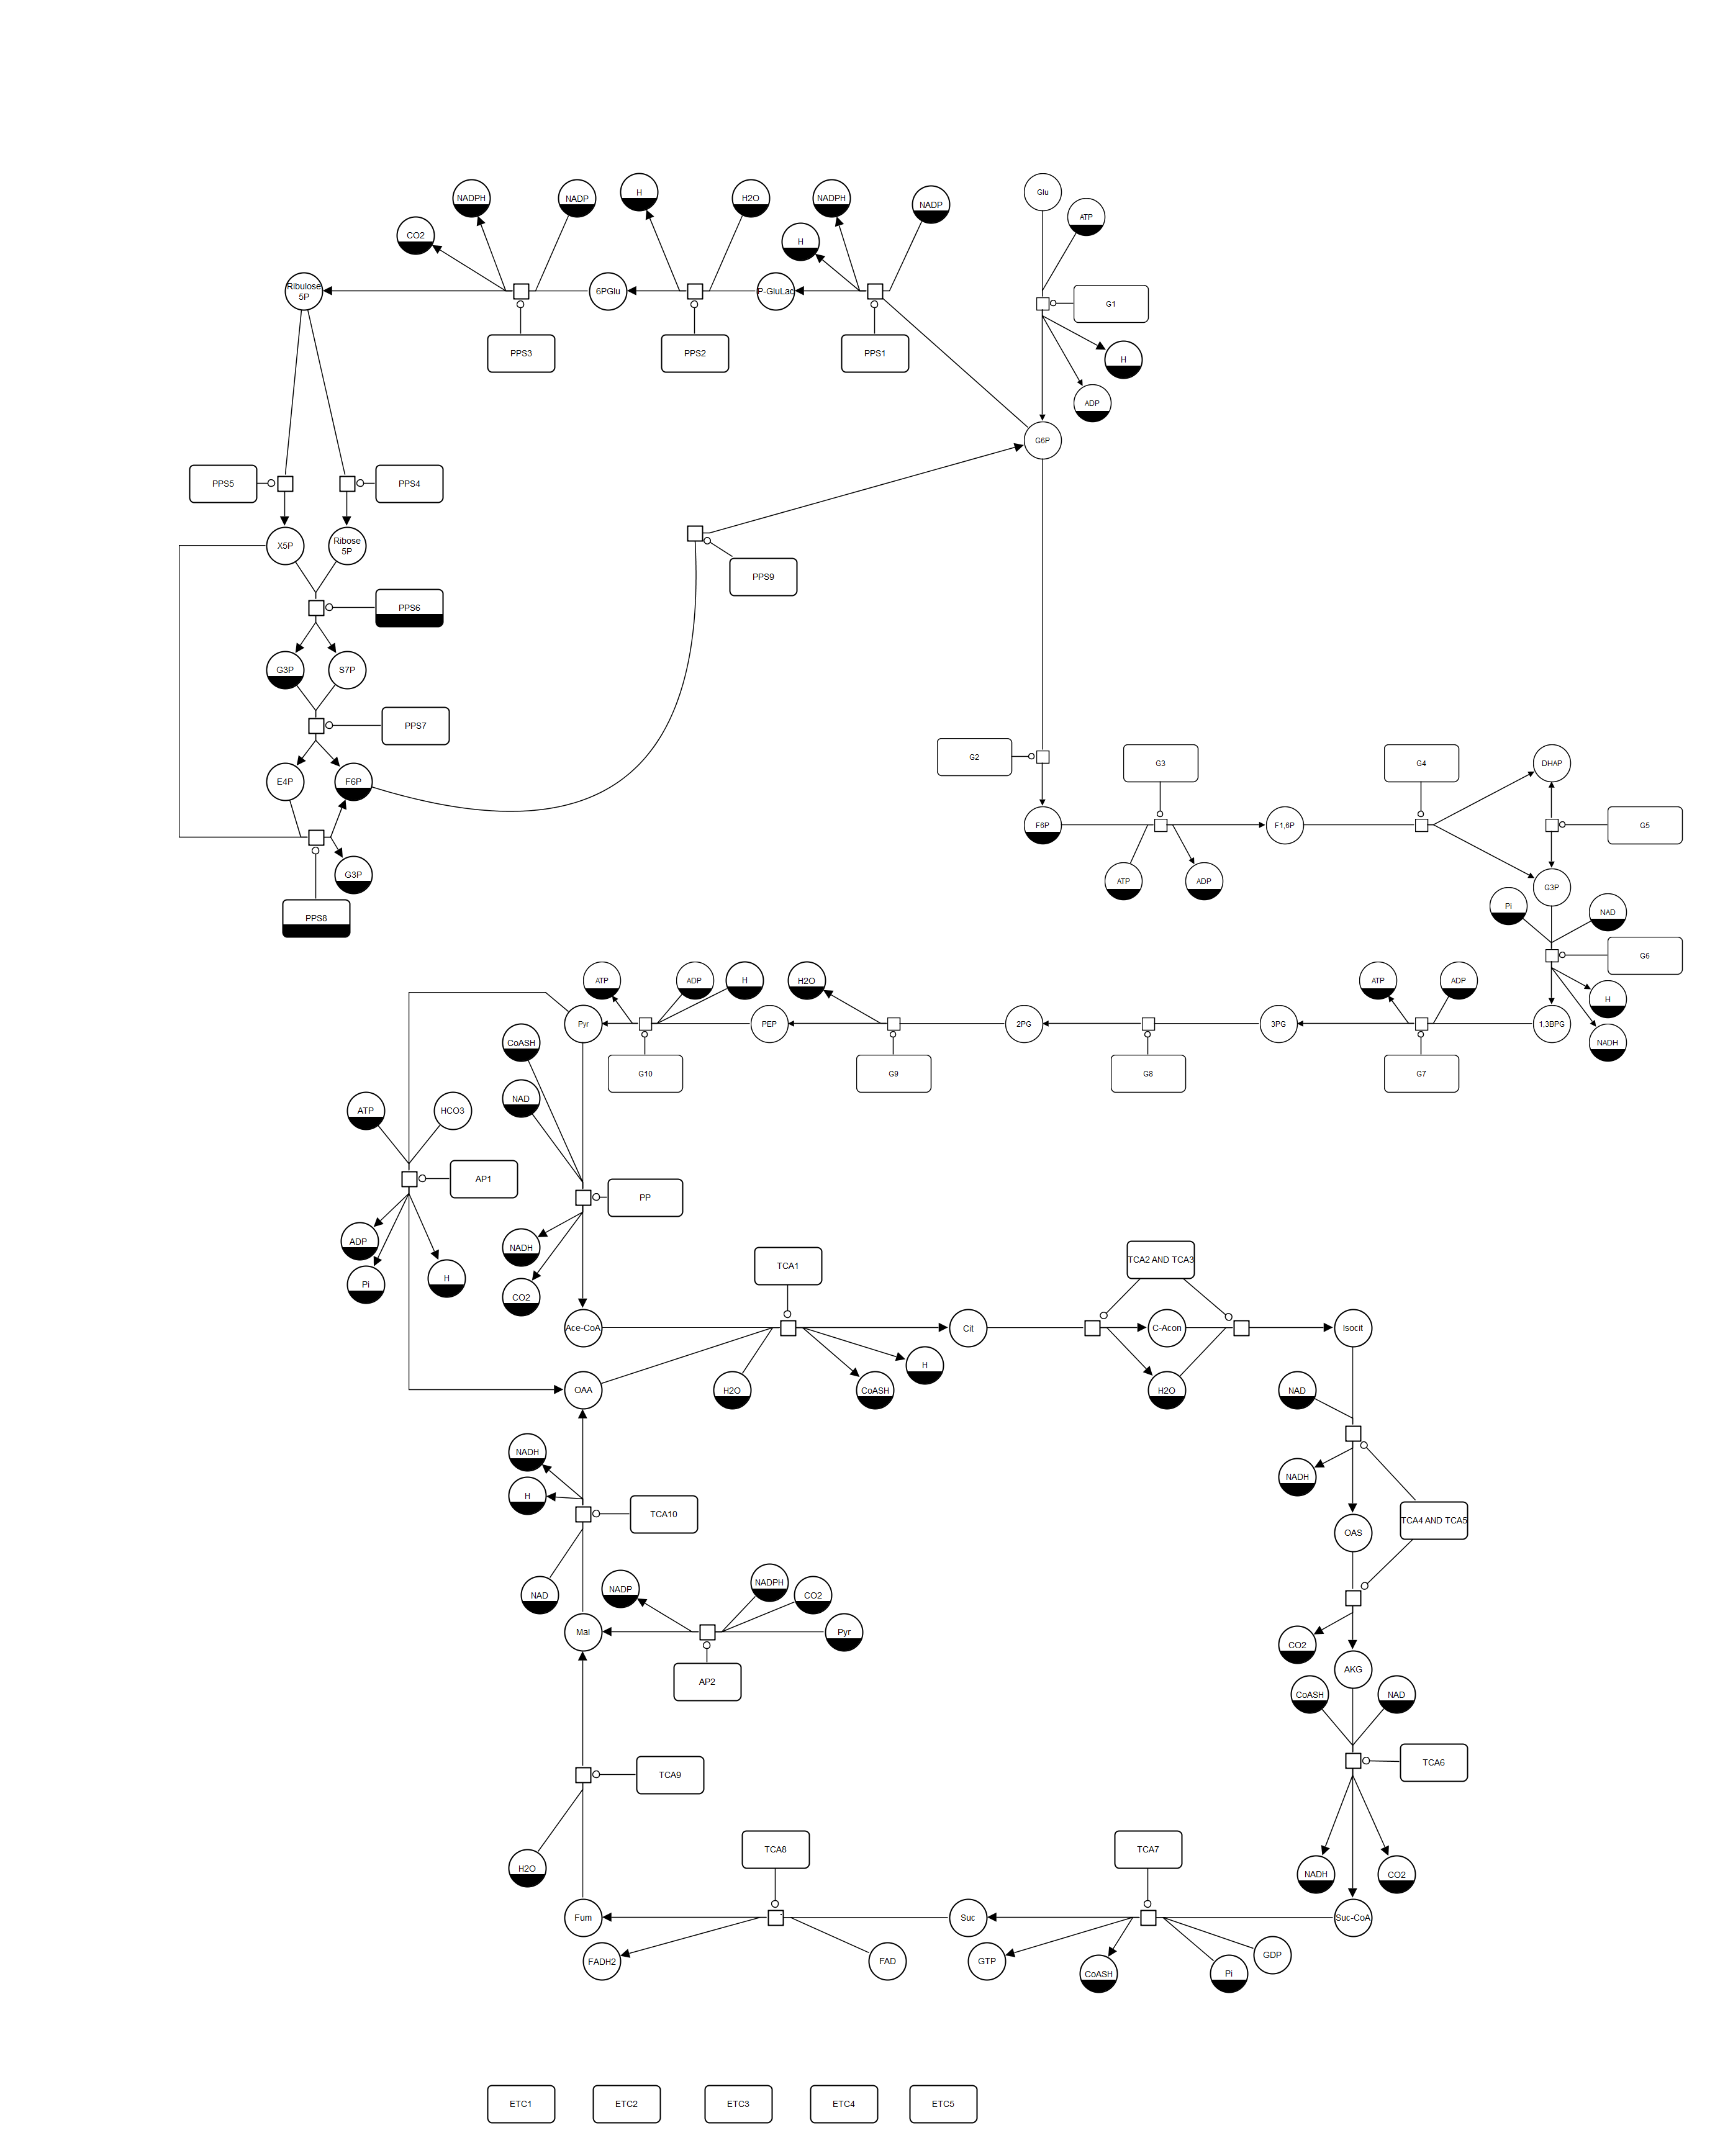 Glu
NADPH
NADP
H
H2O
NADPH
NADP
ATP
CO2
H
Ribulose
5P
6PGlu
P-GluLac
G1
PPS3
PPS2
PPS1
H
ADP
G6P
PPS5
PPS4
X5P
Ribose
5P
PPS9
PPS6
G3P
S7P
PPS7
G2
G3
G4
DHAP
E4P
F6P
F6P
F1,6P
G5
G3P
ATP
ADP
G3P
PPS8
Pi
NAD
G6
ATP
ADP
H
H2O
ATP
ADP
H
Pyr
PEP
2PG
3PG
1,3BPG
CoASH
NADH
G10
G9
G8
G7
NAD
ATP
HCO3
AP1
PP
ADP
NADH
Pi
H
CO2
TCA1
TCA2 AND TCA3
Ace-CoA
Cit
C-Acon
Isocit
H
OAA
H2O
CoASH
H2O
NAD
NADH
NADH
H
TCA10
OAS
TCA4 AND TCA5
NAD
NADP
NADPH
CO2
Mal
Pyr
CO2
AP2
AKG
CoASH
NAD
TCA9
TCA6
H2O
TCA8
TCA7
NADH
CO2
Fum
Suc
Suc-CoA
FADH2
FAD
GTP
CoASH
Pi
GDP
ETC1
ETC2
ETC3
ETC4
ETC5